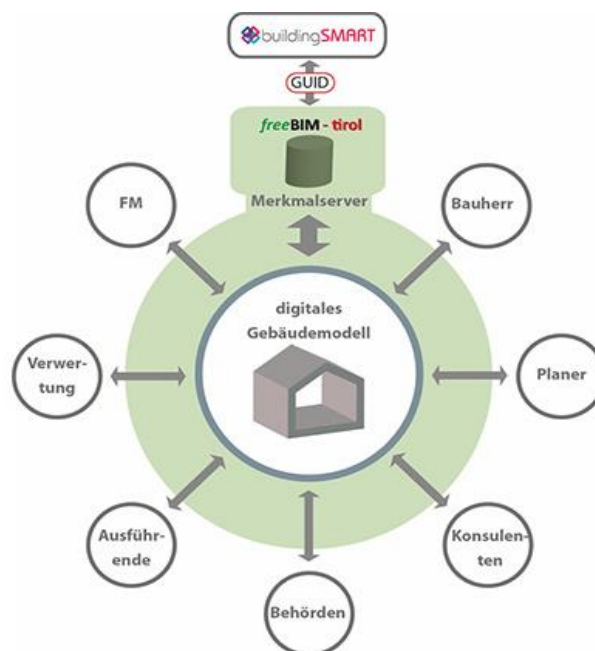 buildingSMART
GUID
freeBIM - tirol
Merkmalserver
FM
Bauherr
digitales
Gebäudemodell
Verwer-
tung
Planer
Ausführ-
ende
Konsulen-
ten
Behörden